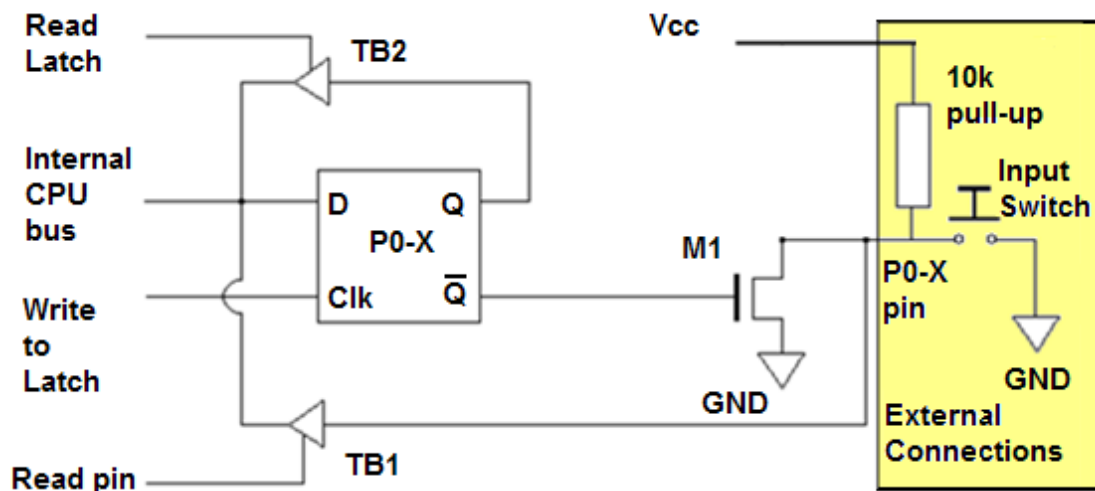 Read
Latch
TB2
Vcc
10k
pull-up
Internal
CPU
bus
D
Q
P0-X
Clk
Q̅
Input
Switch
M1
P0-X
pin
Write
to
Latch
GND
GND
External
Connections
TB1
Read pin